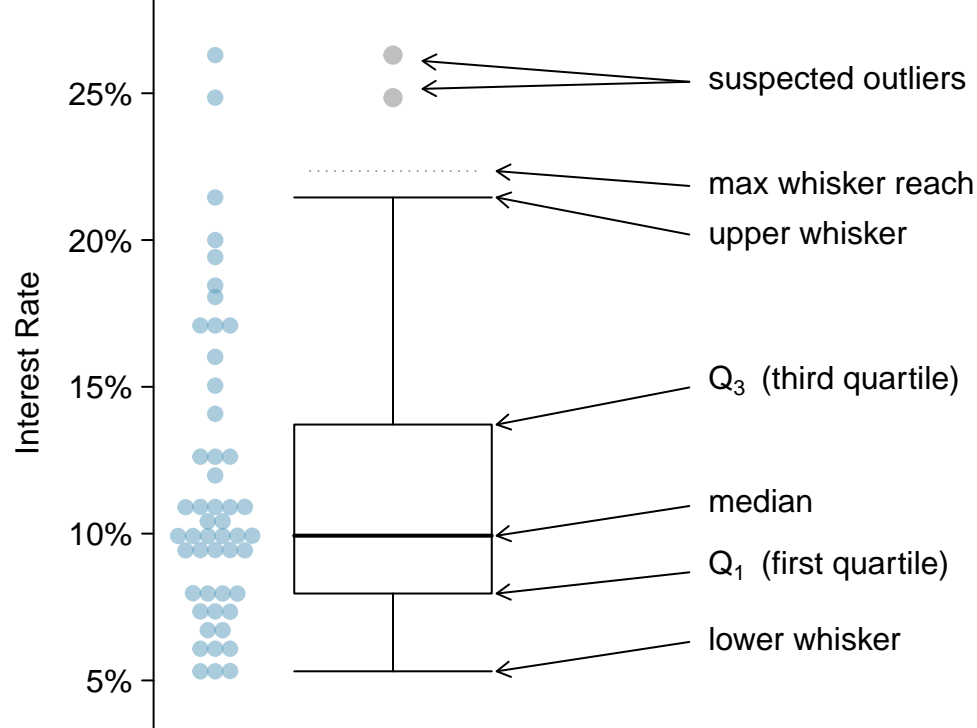 Interest Rate
25%
20%
15%
10%
5%
suspected outliers
max whisker reach
upper whisker
Q₃ (third quartile)
median
Q₁ (first quartile)
lower whisker